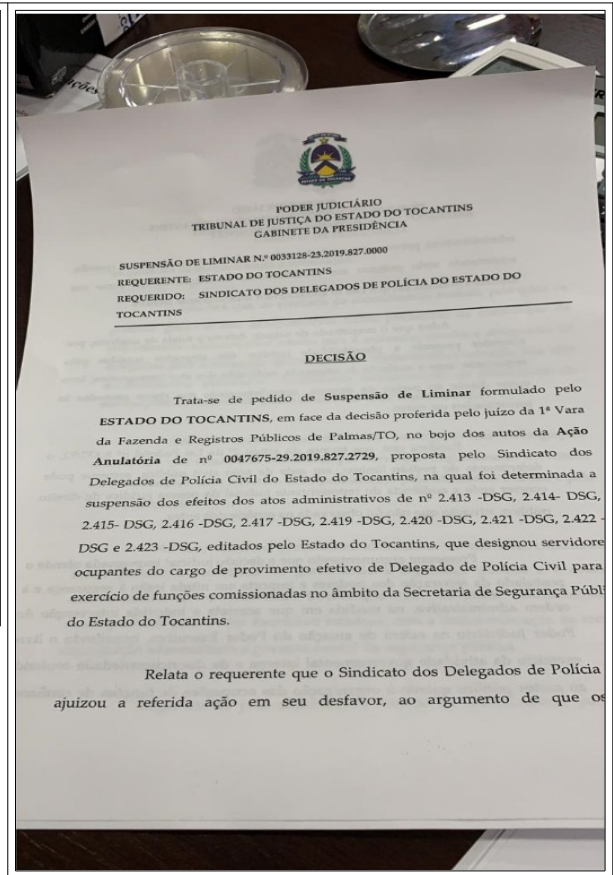 PODER JUDICIÁRIO
TRIBUNAL DE JUSTIÇA DO ESTADO DO TOCANTINS
GABINETE DA PRESIDÊNCIA
SUSPENSÃO DE LIMINAR N.º 0033128-23.2019.827.0000
REQUERENTE: ESTADO DO TOCANTINS
REQUERIDO: SINDICATO DOS DELEGADOS DE POLÍCIA DO ESTADO DO
TOCANTINS
DECISÃO
Trata-se de pedido de Suspensão de Liminar formulado pelo
ESTADO DO TOCANTINS, em face da decisão proferida pelo juízo da 1ª Vara
da Fazenda e Registros Públicos de Palmas/TO, no bojo dos autos da Ação
Anulatória de nº 0047675-29.2019.827.2729, proposta pelo Sindicato dos
Delegados de Polícia Civil do Estado do Tocantins, na qual foi determinada a
suspensão dos efeitos dos atos administrativos de nº 2.413 -DSG, 2.414- DSG,
2.415- DSG, 2.416 -DSG, 2.417 -DSG, 2.419 -DSG, 2.420 -DSG, 2.421 -DSG, 2.422 -
DSG e 2.423 -DSG, editados pelo Estado do Tocantins, que designou servidore
ocupantes do cargo de provimento efetivo de Delegado de Polícia Civil para
exercício de funções comissionadas no âmbito da Secretaria de Segurança Públ
do Estado do Tocantins.
Relata o requerente que o Sindicato dos Delegados de Polícia
ajuizou a referida ação em seu desfavor, ao argumento de que os